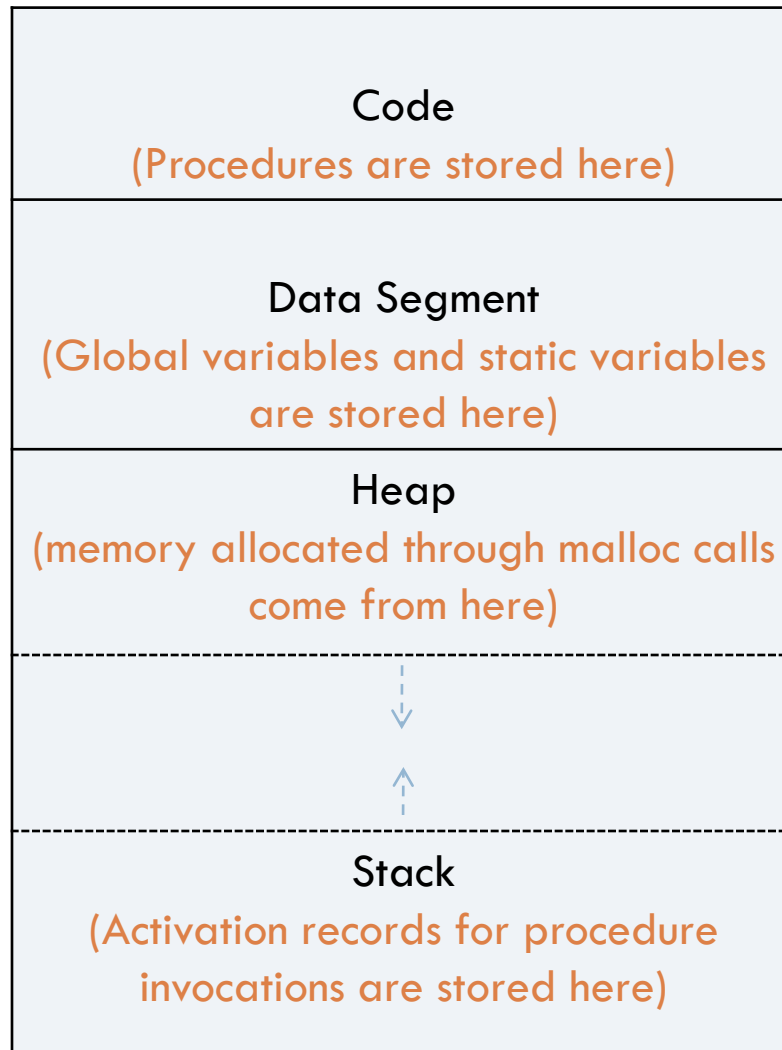 Code
(Procedures are stored here)
Data Segment
(Global variables and static variables
are stored here)
Heap
(memory allocated through malloc calls
come from here)
Stack
(Activation records for procedure
invocations are stored here)